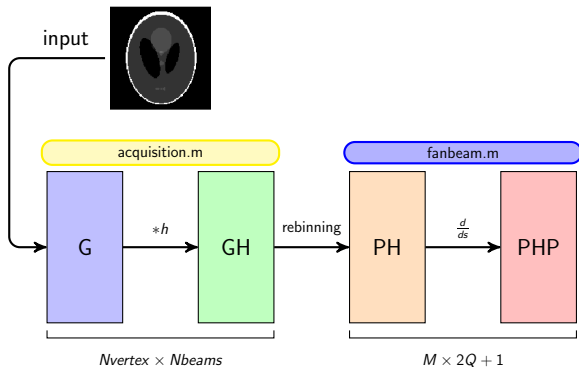 input
acquisition.m
fanbeam.m
G
*h
GH
rebinning
PH
d/ds
PHP
Nvertex × Nbeams
M × 2Q + 1